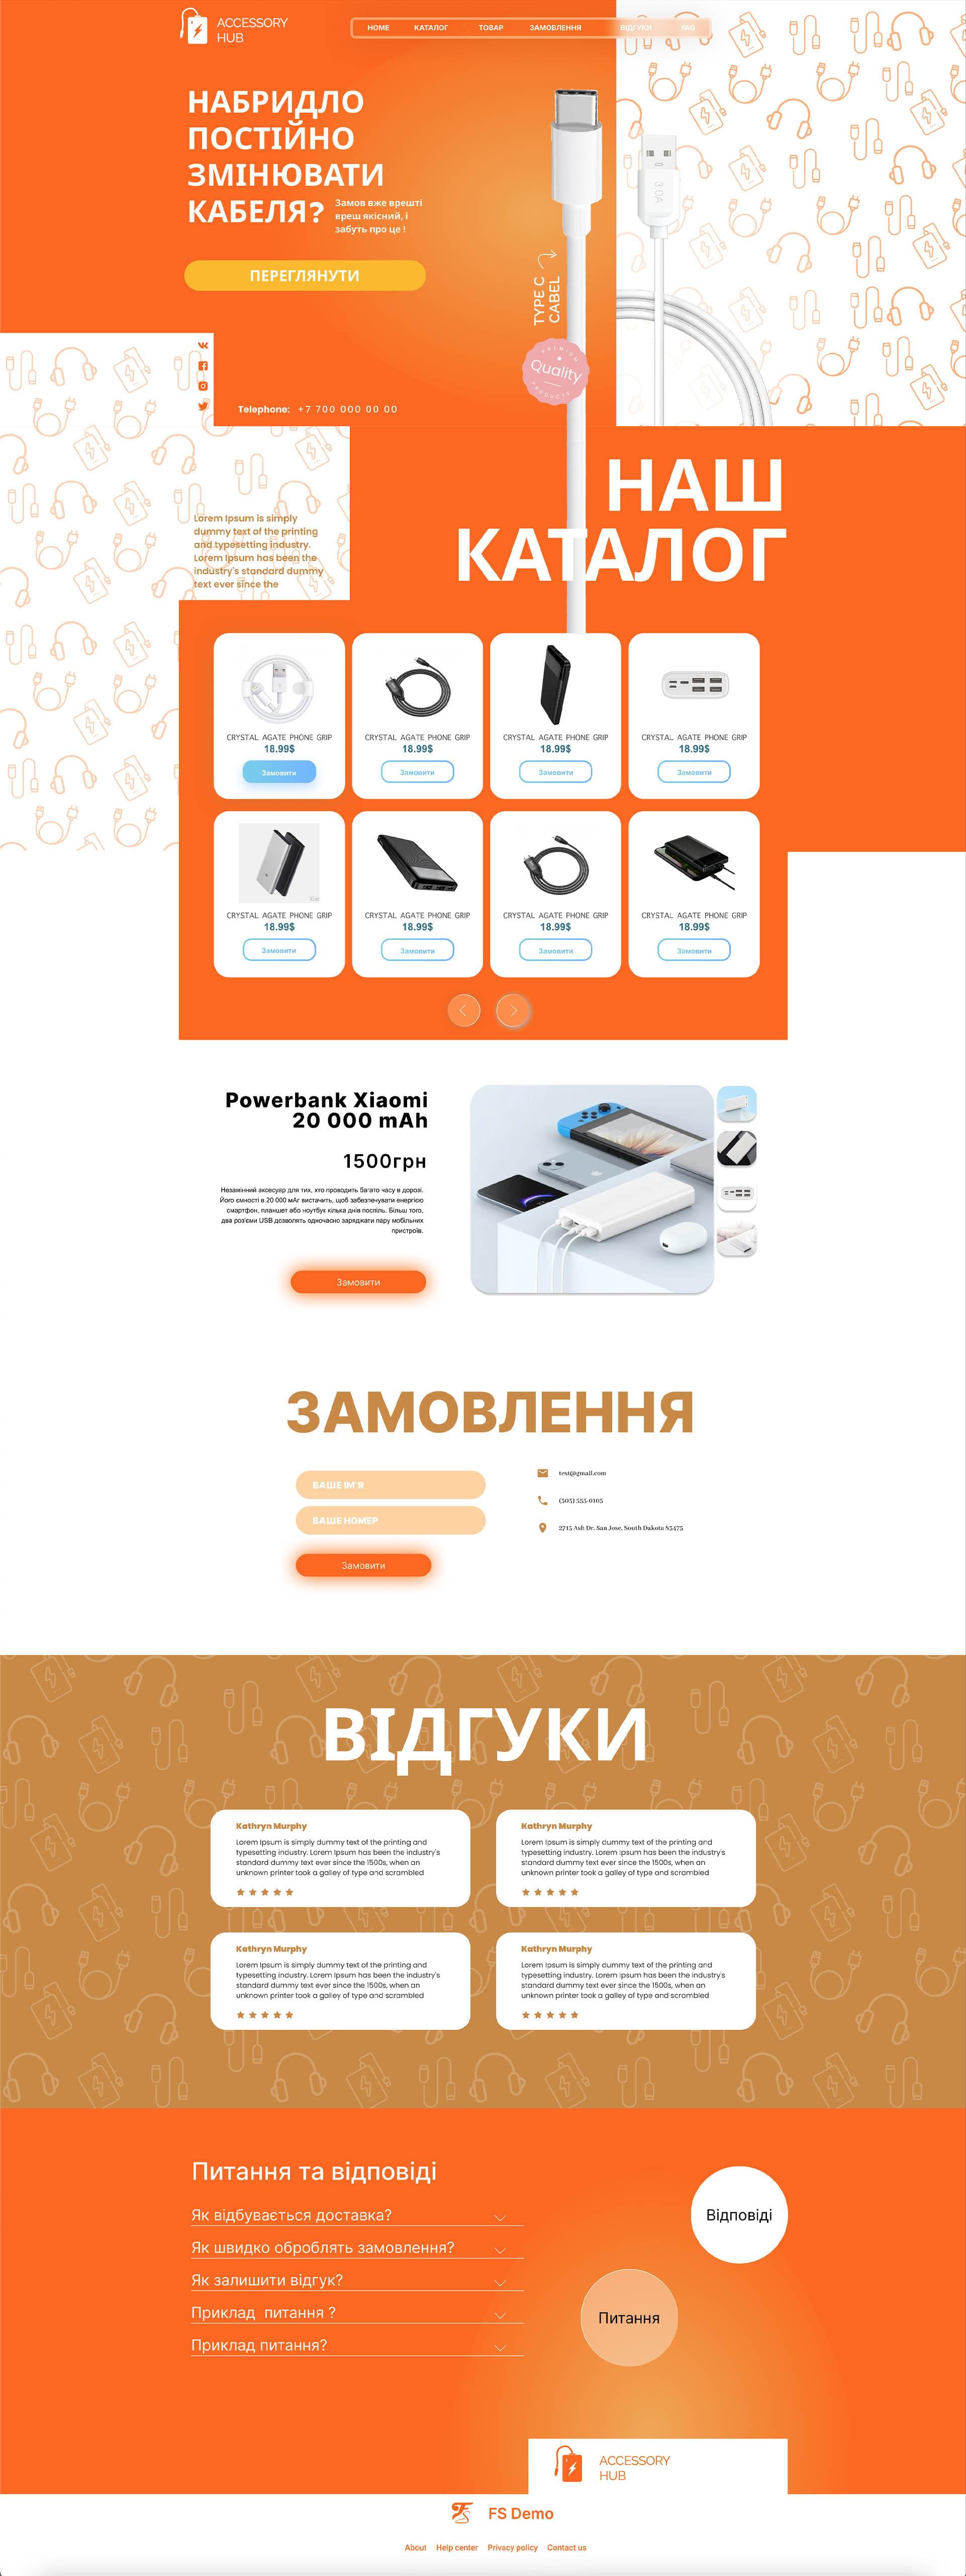 ACCESSORY
HUB
HOME КАТАЛОГ ТОВАР ЗАМОВЛЕННЯ ВІДГУКИ FAQ
НАБРИДЛО
ПОСТІЙНО
ЗМІНЮВАТИ
КАБЕЛЯ?
Замов вже врешті
вреш якісний, і
забуть про це !
ПЕРЕГЛЯНУТИ
3.0A
TYPE C
CABEL
PREMIUM
Quality
PRODUCTS
Telephone: +7 700 000 00 00
Lorem Ipsum is simply
dummy text of the printing
and typesetting industry.
Lorem Ipsum has been the
industry's standard dummy
text ever since the
НАШ
КАТАЛОГ
CRYSTAL AGATE PHONE GRIP CRYSTAL AGATE PHONE GRIP CRYSTAL AGATE PHONE GRIP CRYSTAL AGATE PHONE GRIP
18.99$ 18.99$ 18.99$ 18.99$
Замовити Замовити Замовити Замовити
CRYSTAL AGATE PHONE GRIP CRYSTAL AGATE PHONE GRIP CRYSTAL AGATE PHONE GRIP CRYSTAL AGATE PHONE GRIP
18.99$ 18.99$ 18.99$ 18.99$
Замовити Замовити Замовити Замовити
Powerbank Xiaomi
20 000 mAh
1500грн
Незамінний аксесуар для тих, хто проводить багато часу в дорозі.
Його ємності в 20 000 мАг вистачить, щоб забезпечувати енергією
смартфон, планшет або ноутбук кілька днів поспіль. Більш того,
два роз'єми USB дозволять одночасно заряджати пару мобільних
пристроїв.
Замовити
ЗАМОВЛЕННЯ
ВАШЕ ІМ'Я
ВАШЕ НОМЕР
Замовити
test@gmail.com
(505) 555-0105
2715 Ash Dr. San Jose, South Dakota 83475
ВІДГУКИ
Kathryn Murphy
Lorem Ipsum is simply dummy text of the printing and
typesetting industry. Lorem Ipsum has been the industry's
standard dummy text ever since the 1500s, when an
unknown printer took a galley of type and scrambled
Kathryn Murphy
Lorem Ipsum is simply dummy text of the printing and
typesetting industry. Lorem Ipsum has been the industry's
standard dummy text ever since the 1500s, when an
unknown printer took a galley of type and scrambled
Kathryn Murphy
Lorem Ipsum is simply dummy text of the printing and
typesetting industry. Lorem Ipsum has been the industry's
standard dummy text ever since the 1500s, when an
unknown printer took a galley of type and scrambled
Kathryn Murphy
Lorem Ipsum is simply dummy text of the printing and
typesetting industry. Lorem Ipsum has been the industry's
standard dummy text ever since the 1500s, when an
unknown printer took a galley of type and scrambled
Питання та відповіді
Як відбувається доставка?
Як швидко обробляють замовлення?
Як залишити відгук?
Приклад питання ?
Приклад питання?
Відповіді
Питання
ACCESSORY
HUB
FS Demo
About Help center Privacy policy Contact us